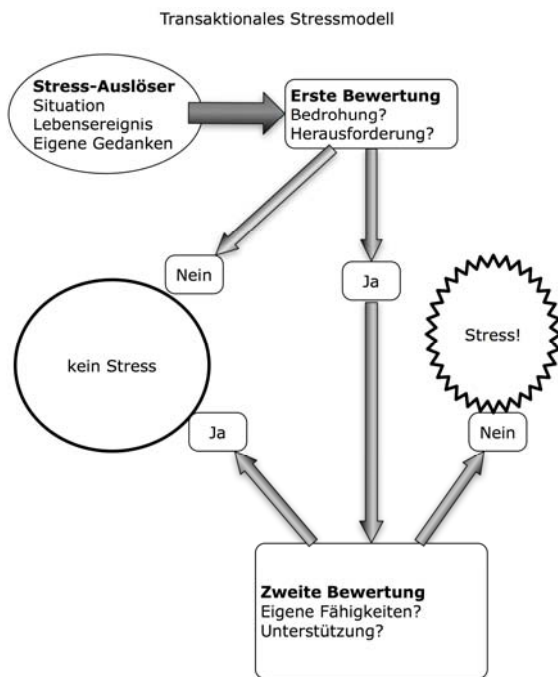 Transaktionales Stressmodell
Stress-Auslöser
Situation
Lebensereignis
Eigene Gedanken
Erste Bewertung
Bedrohung?
Herausforderung?
Nein
Ja
kein Stress
Stress!
Ja
Nein
Zweite Bewertung
Eigene Fähigkeiten?
Unterstützung?